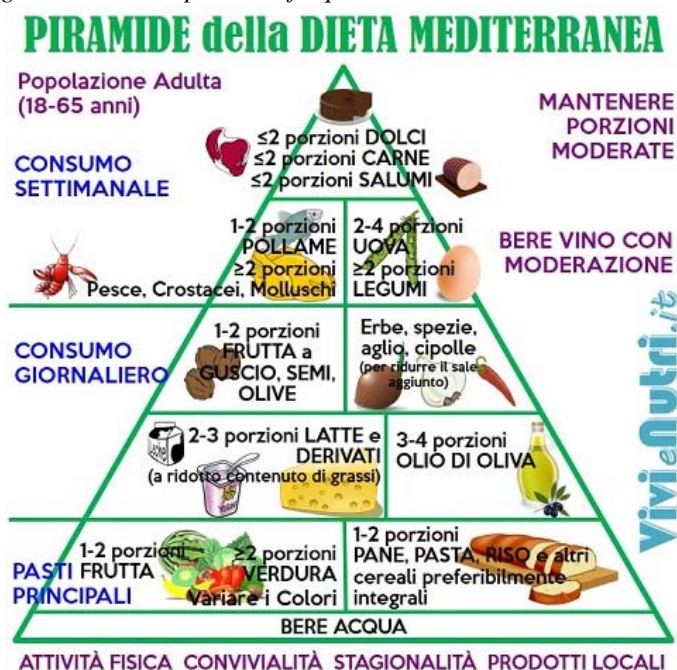 PIRAMIDE della DIETA MEDITERRANEA
Popolazione Adulta
(18-65 anni)
MANTENERE
PORZIONI
MODERATE
CONSUMO
SETTIMANALE
≤2 porzioni DOLCI
≤2 porzioni CARNE
≤2 porzioni SALUMI
1-2 porzioni
POLLAME
≥2 porzioni
Pesce, Crostacei, Molluschi
2-4 porzioni
UOVA
≥2 porzioni
LEGUMI
BERE VINO CON
MODERAZIONE
CONSUMO
GIORNALIERO
1-2 porzioni
FRUTTA a
GUSCIO, SEMI,
OLIVE
Erbe, spezie,
aglio, cipolle
(per ridurre il sale
aggiunto)
2-3 porzioni LATTE e
DERIVATI
(a ridotto contenuto di grassi)
3-4 porzioni
OLIO DI OLIVA
PASTI
PRINCIPALI
1-2 porzioni
FRUTTA
≥2 porzioni
VERDURA
Variare i Colori
1-2 porzioni
PANE, PASTA, RISO e altri
cereali preferibilmente
integrali
BERE ACQUA
ATTIVITÀ FISICA CONVIVIALITÀ STAGIONALITÀ PRODOTTI LOCALI
Vivi e Nutri.it